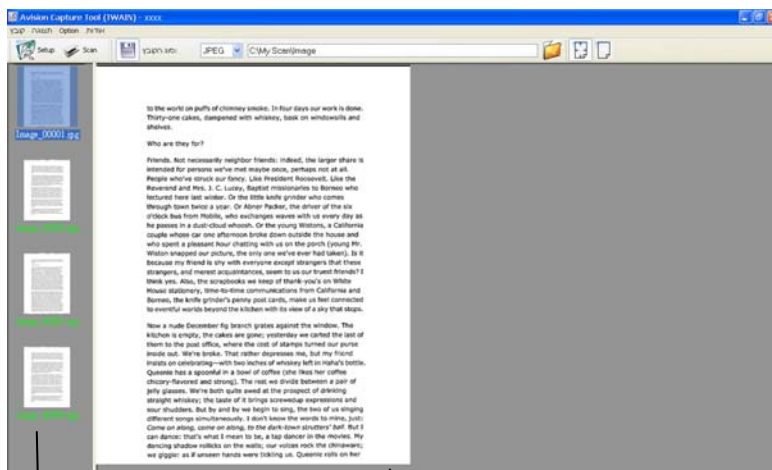 Avision Capture Tool (TWAIN) - xxxx
קובץ תמונה Option אודות
Setup Scan סוג הקובץ: JPEG C:\My Scan\Image
Image_00001.jpg
to the world on puffs of chimney smoke. In four days our work is done.
Thirty-one cakes, dampened with whiskey, bask on windowsills and
shelves.
Who are they for?
Friends. Not necessarily neighbor friends: indeed, the larger share is
intended for persons we've met maybe once, perhaps not at all.
People who've struck our fancy. Like President Roosevelt. Like the
Reverend and Mrs. J. C. Lucey, Baptist missionaries to Borneo who
lectured here last winter. Or the little knife grinder who comes
through town twice a year. Or Abner Packer, the driver of the six
o'clock bus from Mobile, who exchanges waves with us every day as
he passes in a dust-cloud whoosh. Or the young Wistons, a California
couple whose car one afternoon broke down outside the house and
who spent a pleasant hour chatting with us on the porch (young Mr.
Wiston snapped our picture, the only one we've ever had taken). Is it
because my friend is shy with everyone except strangers that these
strangers, and merest acquaintances, seem to us our truest friends? I
think yes. Also, the scrapbooks we keep of thank-you's on White
House stationery, time-to-time communications from California and
Borneo, the knife grinder's penny post cards, make us feel connected
to eventful worlds beyond the kitchen with its view of a sky that stops.
Now a nude December fig branch grates against the window. The
kitchen is empty, the cakes are gone; yesterday we carted the last of
them to the post office, where the cost of stamps turned our purse
inside out. We're broke. That rather depresses me, but my friend
insists on celebrating—with two inches of whiskey left in Haha's bottle.
Queenie has a spoonful in a bowl of coffee (she likes her coffee
chicory-flavored and strong). The rest we divide between a pair of
jelly glasses. We're both quite awed at the prospect of drinking
straight whiskey; the taste of it brings screwedup expressions and
sour shudders. But by and by we begin to sing, the two of us singing
different songs simultaneously. I don't know the words to mine, just:
Come on along, come on along, to the dark-town strutters' ball. But I
can dance: that's what I mean to be, a tap dancer in the movies. My
dancing shadow rollicks on the walls; our voices rock the chinaware;
we giggle: as if unseen hands were tickling us. Queenie rolls on her